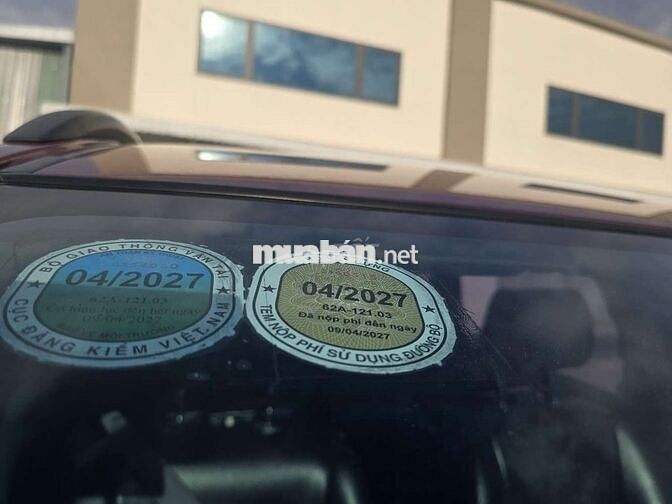 BỘ GIAO THÔNG VẬN TẢI
04/2027
62A-121.03
CỤC ĐĂNG KIỂM VIỆT NAM
muabán.net
04/2027
62A-121.03
Đã nộp phí đến ngày
09/04/2027
TEM NỘP PHÍ SỬ DỤNG ĐƯỜNG BỘ